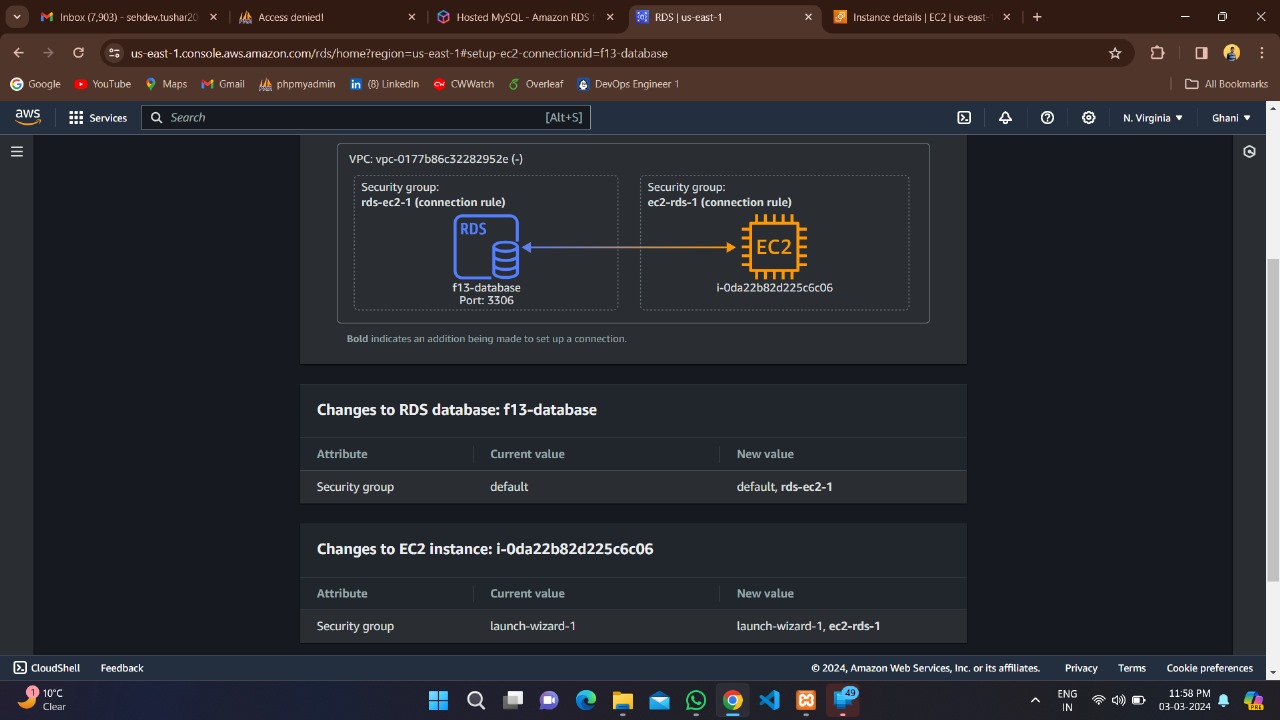 Inbox (7,903) - sehdev.tushar20
Access denied!
Hosted MySQL - Amazon RDS f
RDS | us-east-1
Instance details | EC2 | us-east-
us-east-1.console.aws.amazon.com/rds/home?region=us-east-1#setup-ec2-connection:id=f13-database
Google
YouTube
Maps
Gmail
phpmyadmin
(8) LinkedIn
CWWatch
Overleaf
DevOps Engineer 1
All Bookmarks
aws
Services
Search
[Alt+S]
N. Virginia
Ghani
VPC: vpc-0177b86c32282952e (-)
Security group:
rds-ec2-1 (connection rule)
RDS
f13-database
Port: 3306
Security group:
ec2-rds-1 (connection rule)
EC2
i-0da22b82d225c6c06
Bold indicates an addition being made to set up a connection.
Changes to RDS database: f13-database
Attribute Current value New value
Security group default default, rds-ec2-1
Changes to EC2 instance: i-0da22b82d225c6c06
Attribute Current value New value
Security group launch-wizard-1 launch-wizard-1, ec2-rds-1
CloudShell
Feedback
© 2024, Amazon Web Services, Inc. or its affiliates.
Privacy
Terms
Cookie preferences
1
10°C
Clear
49
ENG
IN
11:58 PM
03-03-2024
PRE